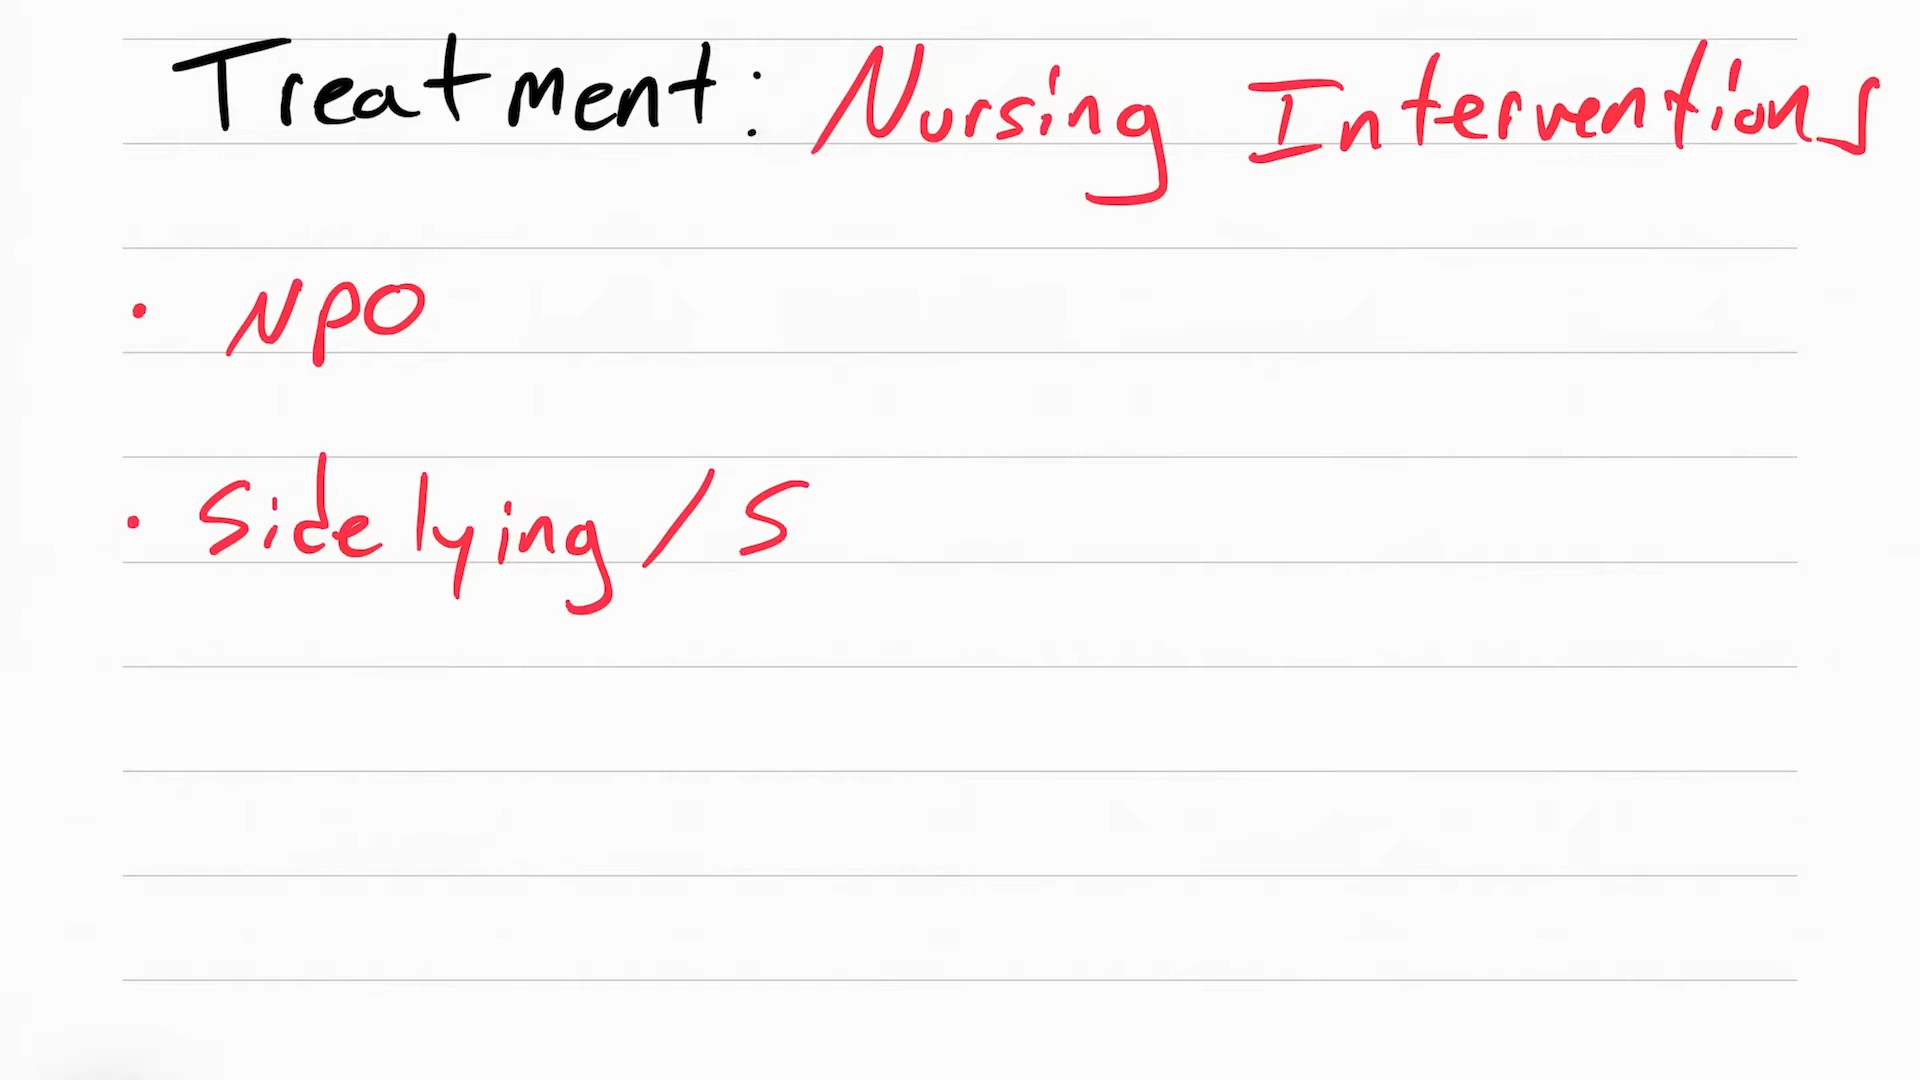 Treatment: Nursing Interventions
• NPO
• Sidelying / S